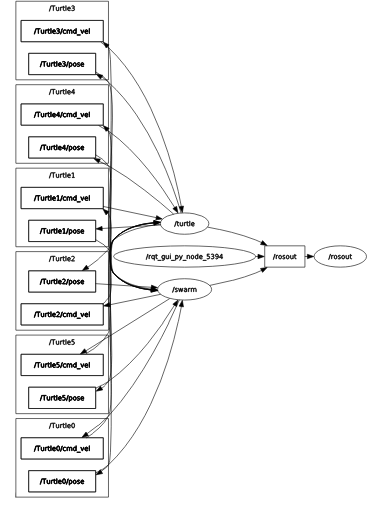 /Turtle3
/Turtle3/cmd_vel
/Turtle3/pose
/Turtle4
/Turtle4/cmd_vel
/Turtle4/pose
/Turtle1
/Turtle1/cmd_vel
/Turtle1/pose
/Turtle2
/Turtle2/pose
/Turtle2/cmd_vel
/Turtle5
/Turtle5/cmd_vel
/Turtle5/pose
/Turtle0
/Turtle0/cmd_vel
/Turtle0/pose
/turtle
/rqt_gui_py_node_5394
/swarm
/rosout
/rosout